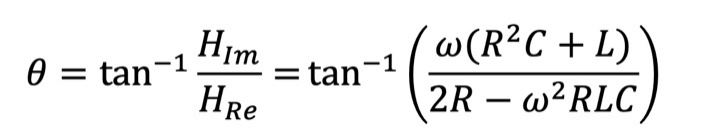 θ = tan⁻¹ H_Im / H_Re = tan⁻¹ ( ω(R²C + L) / 2R − ω²RLC )